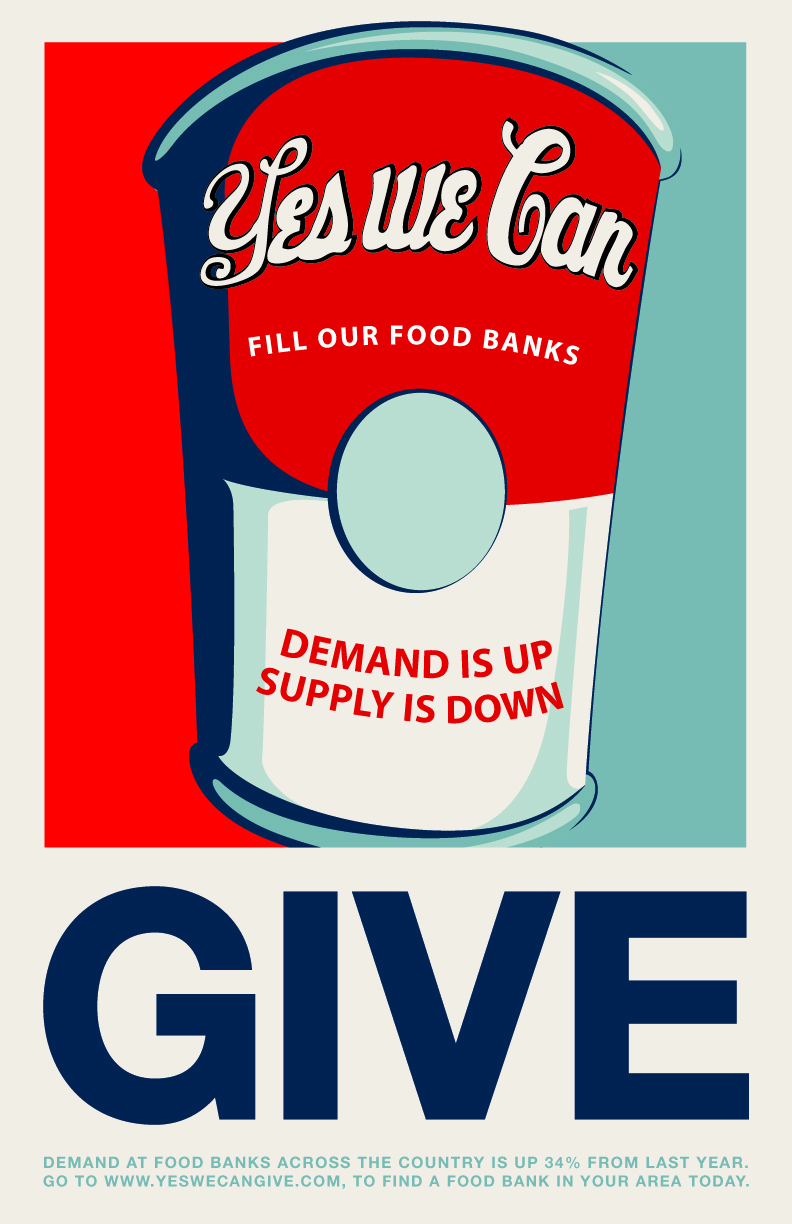 Yes We Can
FILL OUR FOOD BANKS
DEMAND IS UP
SUPPLY IS DOWN
GIVE
DEMAND AT FOOD BANKS ACROSS THE COUNTRY IS UP 34% FROM LAST YEAR.
GO TO WWW.YESWECANGIVE.COM, TO FIND A FOOD BANK IN YOUR AREA TODAY.